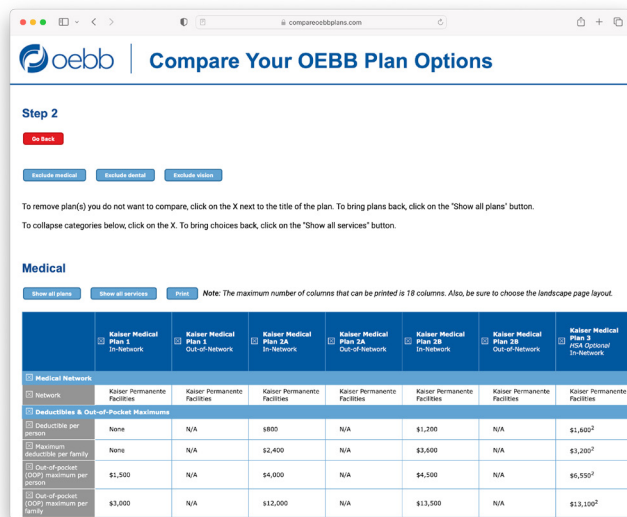 compareoebbplans.com
oebb
Compare Your OEBB Plan Options
Step 2
Go Back
Exclude medical Exclude dental Exclude vision
To remove plan(s) you do not want to compare, click on the X next to the title of the plan. To bring plans back, click on the "Show all plans" button.
To collapse categories below, click on the X. To bring choices back, click on the "Show all services" button.
Medical
Show all plans Show all services Print Note: The maximum number of columns that can be printed is 18 columns. Also, be sure to choose the landscape page layout.
Kaiser Medical Plan 1 In-Network Kaiser Medical Plan 1 Out-of-Network Kaiser Medical Plan 2A In-Network Kaiser Medical Plan 2A Out-of-Network Kaiser Medical Plan 2B In-Network Kaiser Medical Plan 2B Out-of-Network Kaiser Medical Plan 3 HSA Optional In-Network
Medical Network
Network Kaiser Permanente Facilities Kaiser Permanente Facilities Kaiser Permanente Facilities Kaiser Permanente Facilities Kaiser Permanente Facilities Kaiser Permanente Facilities Kaiser Permanente Facilities
Deductibles & Out-of-Pocket Maximums
Deductible per person None N/A $800 N/A $1,200 N/A $1,600²
Maximum deductible per family None N/A $2,400 N/A $3,600 N/A $3,200²
Out-of-pocket (OOP) maximum per person $1,500 N/A $4,000 N/A $4,500 N/A $6,550²
Out-of-pocket (OOP) maximum per family $3,000 N/A $12,000 N/A $13,500 N/A $13,100²